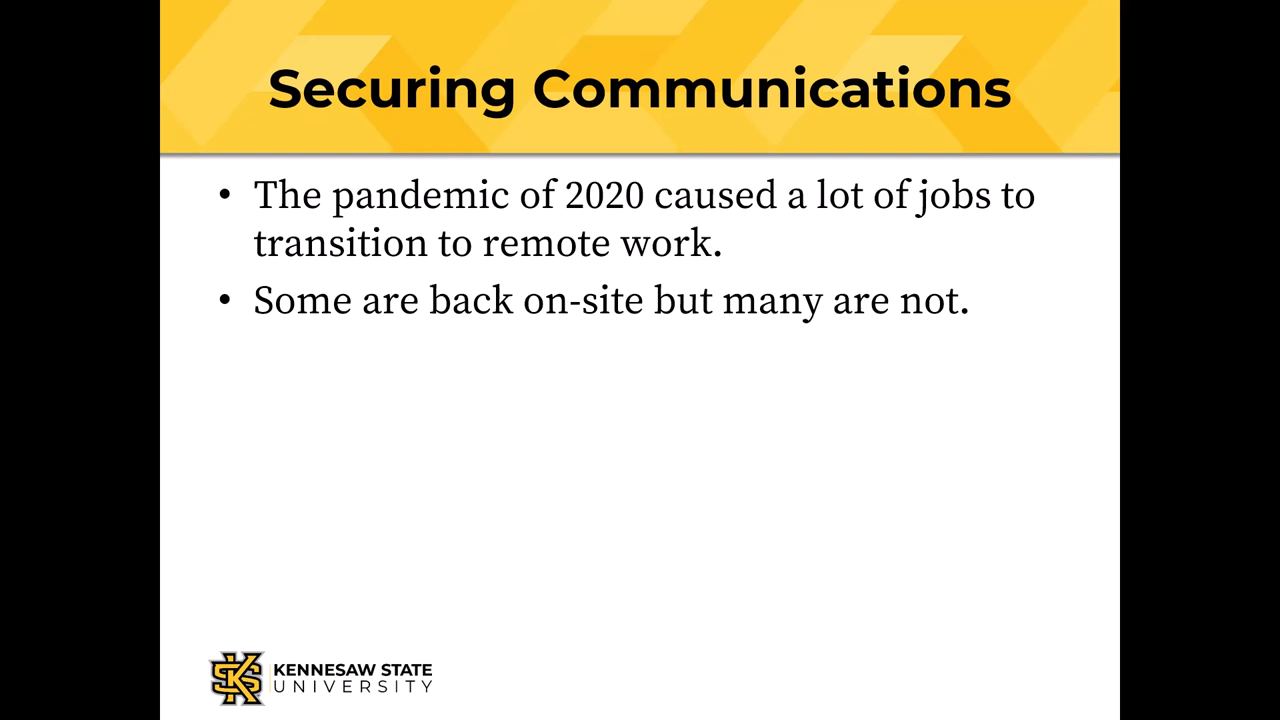 Securing Communications
• The pandemic of 2020 caused a lot of jobs to
transition to remote work.
• Some are back on-site but many are not.
KENNESAW STATE
UNIVERSITY